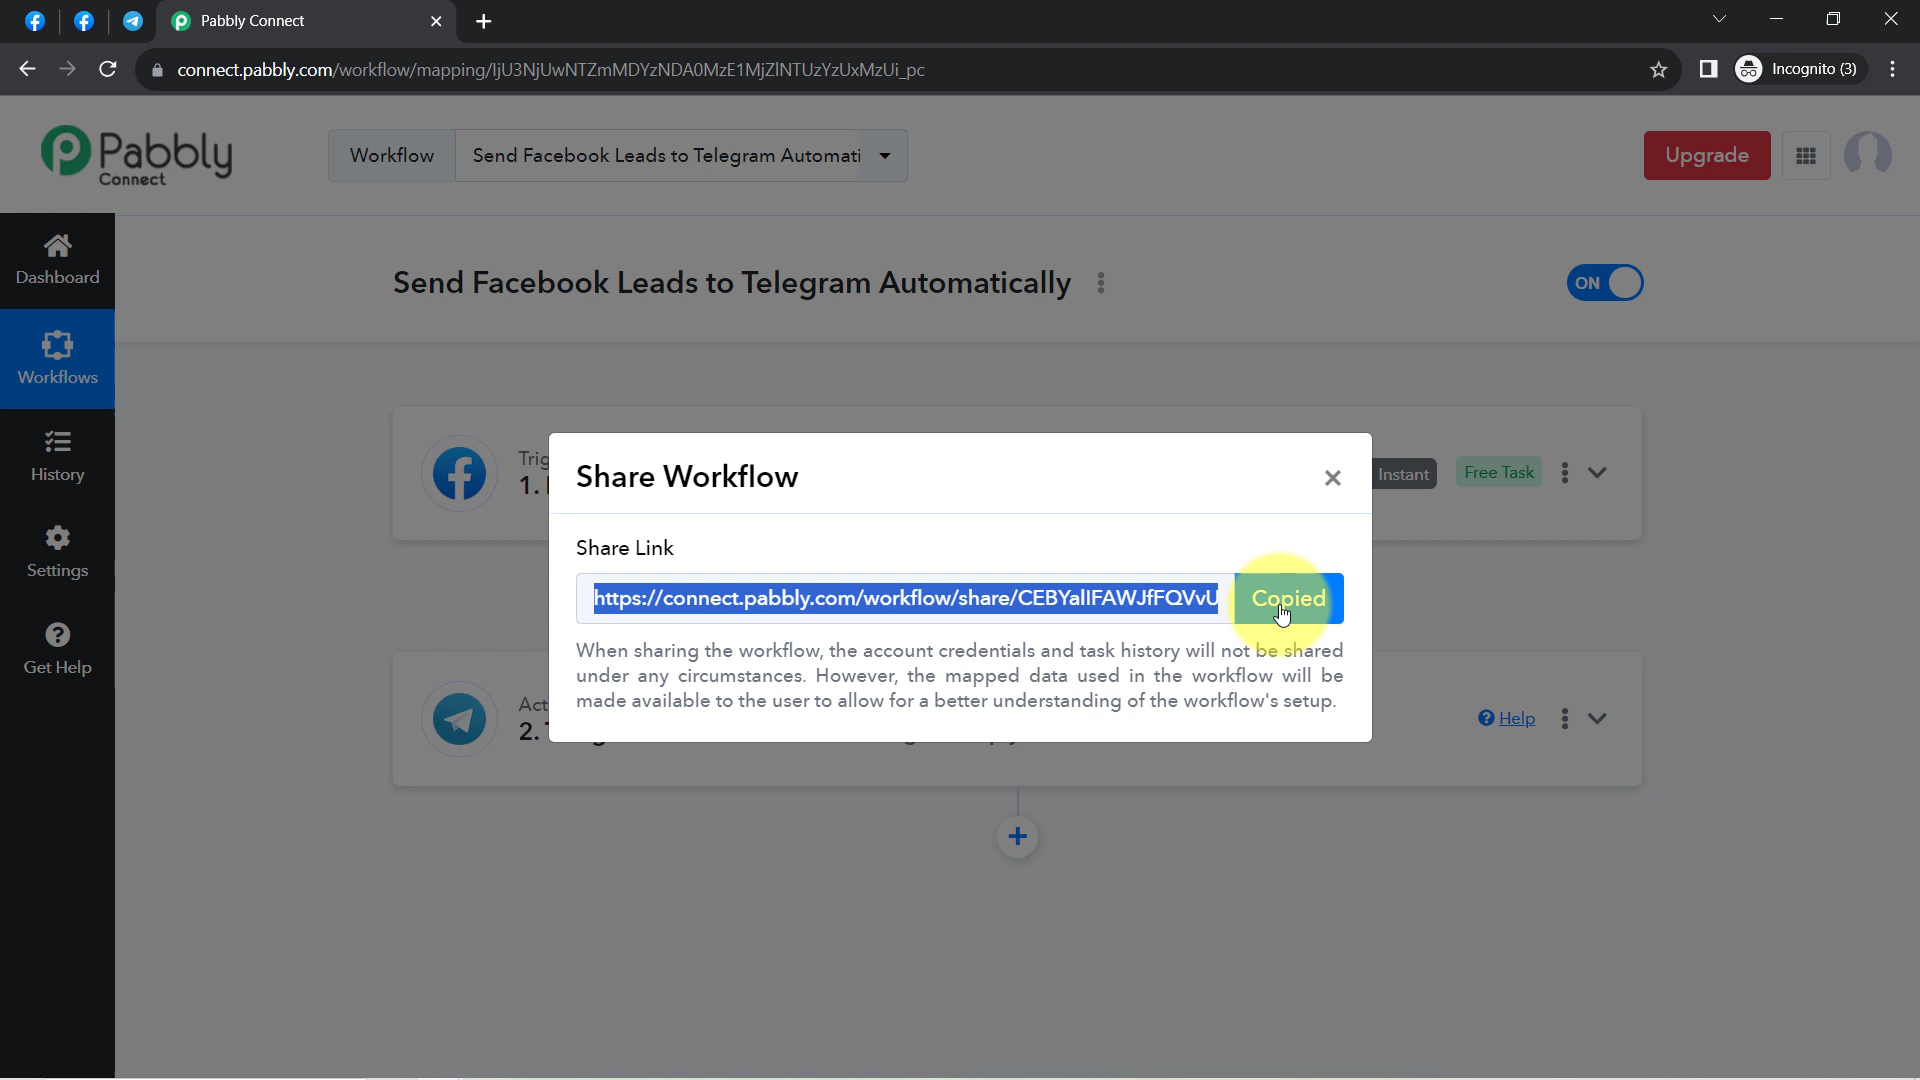 Pabbly Connect
connect.pabbly.com/workflow/mapping/IjU3NjUwNTZmMDYzNDA0MzE1MjZlNTUzYzUxMzUi_pc
Incognito (3)
Pabbly
Connect
Workflow
Send Facebook Leads to Telegram Automati
Upgrade
Dashboard
Send Facebook Leads to Telegram Automatically
ON
Workflows
History
Settings
Get Help
Share Workflow
Instant
Free Task
1.
Share Link
https://connect.pabbly.com/workflow/share/CEBYalIFAWJfFQVvU
Copied
When sharing the workflow, the account credentials and task history will not be shared
under any circumstances. However, the mapped data used in the workflow will be
made available to the user to allow for a better understanding of the workflow's setup.
2.
Help